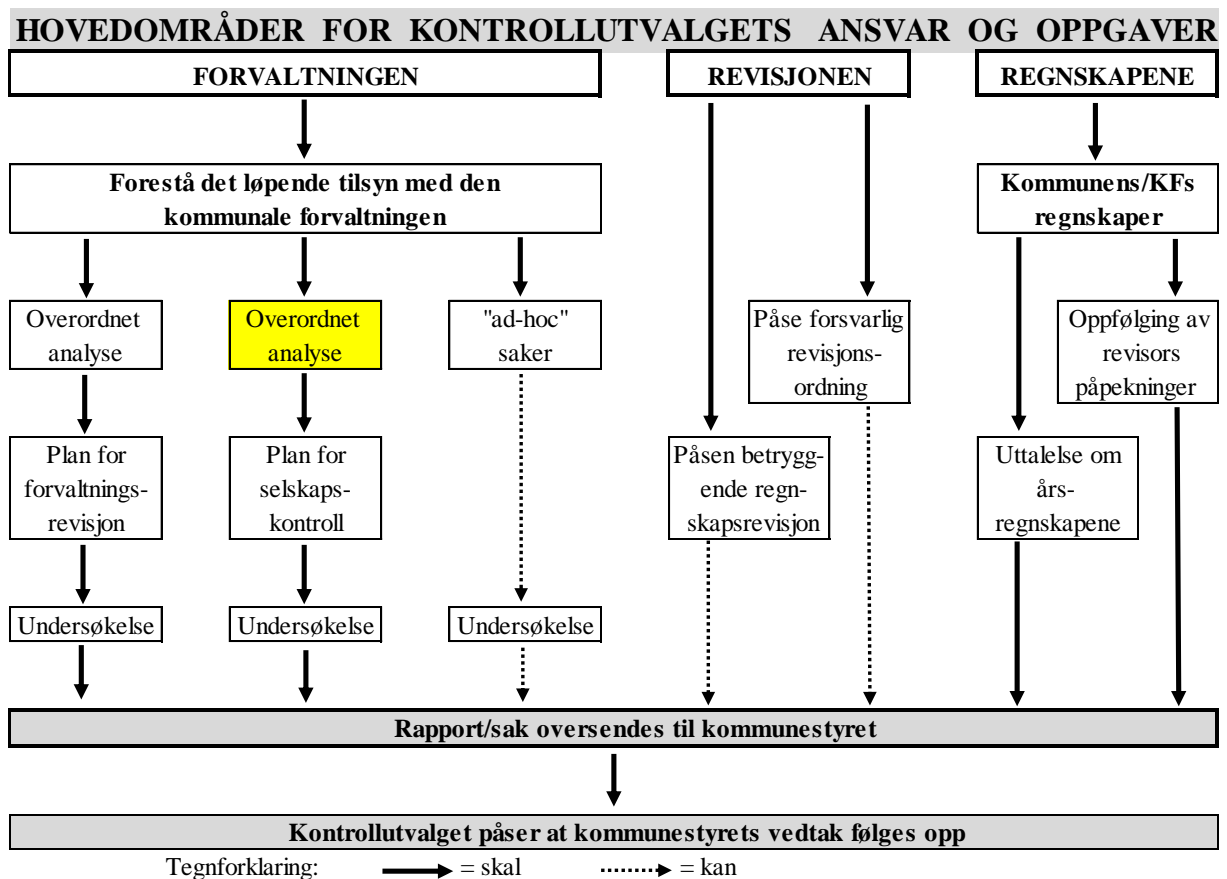 HOVEDOMRÅDER FOR KONTROLLUTVALGETS ANSVAR OG OPPGAVER
FORVALTNINGEN
REVISJONEN
REGNSKAPENE
Forestå det løpende tilsyn med den
kommunale forvaltningen
Kommunens/KFs
regnskaper
Overordnet
analyse
Overordnet
analyse
"ad-hoc"
saker
Påse forsvarlig
revisjons-
ordning
Oppfølging av
revisors
påpekninger
Plan for
forvaltnings-
revisjon
Plan for
selskaps-
kontroll
Påsen betrygg-
ende regn-
skapsrevisjon
Uttalelse om
års-
regnskapene
Undersøkelse
Undersøkelse
Undersøkelse
Rapport/sak oversendes til kommunestyret
Kontrollutvalget påser at kommunestyrets vedtak følges opp
Tegnforklaring: = skal = kan